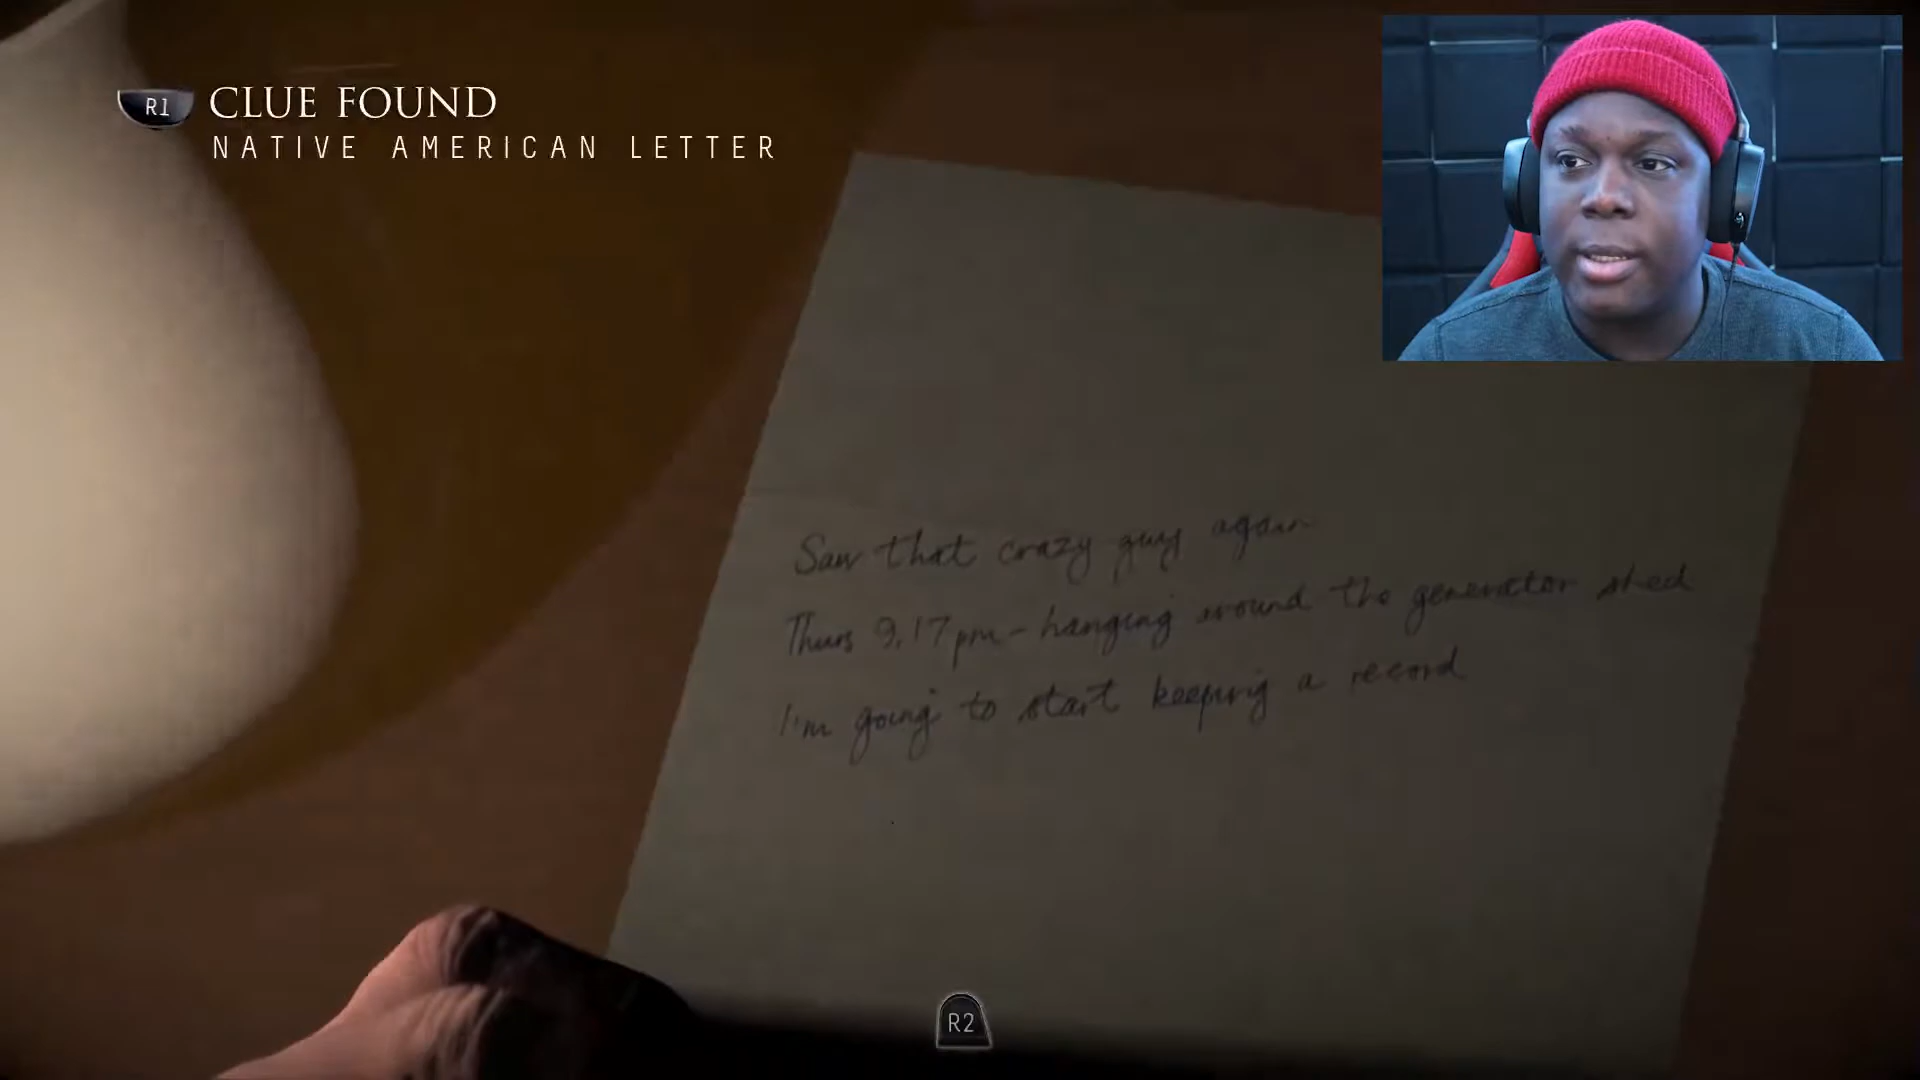 R1 CLUE FOUND
NATIVE AMERICAN LETTER
Saw that crazy guy again
Thurs 9.17pm - hanging around the generator shed
I'm going to start keeping a record
R2